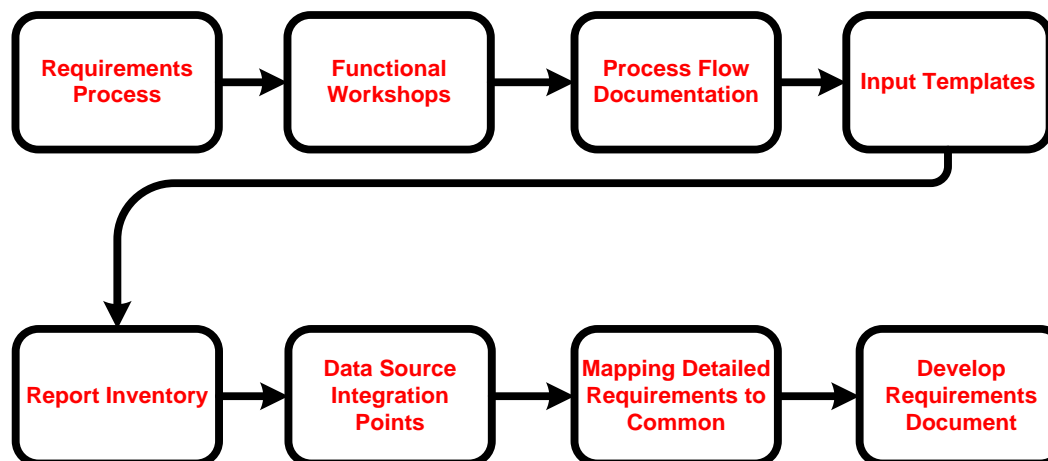 Requirements
Process
Functional
Workshops
Process Flow
Documentation
Input Templates
Report Inventory
Data Source
Integration
Points
Mapping Detailed
Requirements to
Common
Develop
Requirements
Document